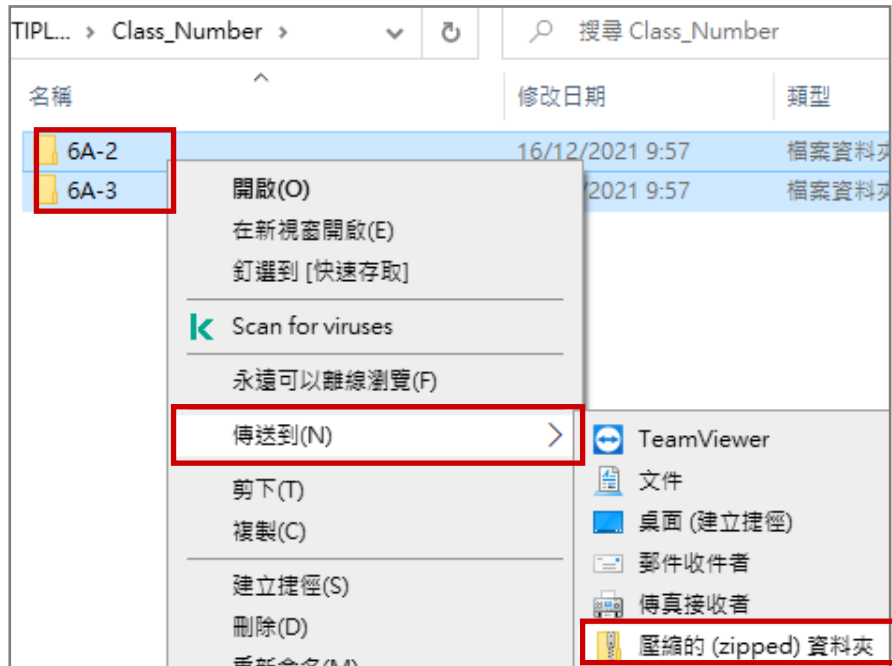 TIPL... › Class_Number ›
搜尋 Class_Number
名稱
修改日期
類型
6A-2
16/12/2021 9:57
檔案資料夾
6A-3
/2021 9:57
檔案資料夾
開啟(O)
在新視窗開啟(E)
釘選到 [快速存取]
Scan for viruses
永遠可以離線瀏覽(F)
傳送到(N)
剪下(T)
複製(C)
建立捷徑(S)
刪除(D)
重新命名(M)
TeamViewer
文件
桌面 (建立捷徑)
郵件收件者
傳真接收者
壓縮的 (zipped) 資料夾